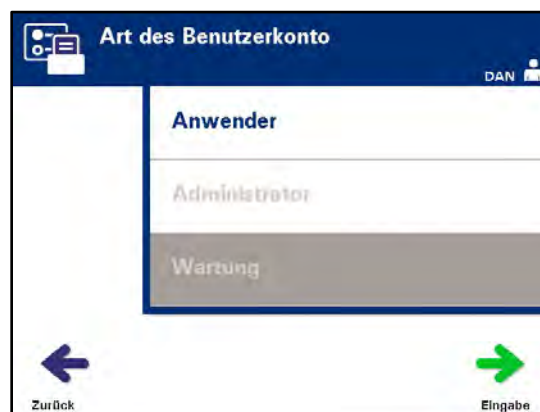 Art des Benutzerkonto
DAN
Anwender
Administrator
Wartung
Zurück
Eingabe